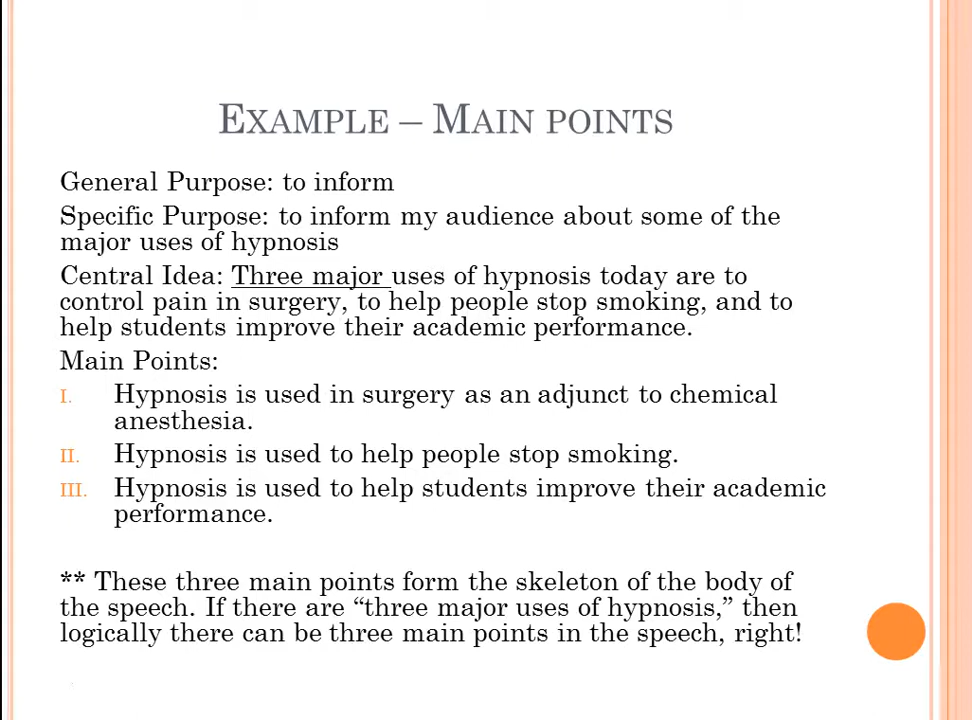 EXAMPLE – MAIN POINTS
General Purpose: to inform
Specific Purpose: to inform my audience about some of the
major uses of hypnosis
Central Idea: Three major uses of hypnosis today are to
control pain in surgery, to help people stop smoking, and to
help students improve their academic performance.
Main Points:
I. Hypnosis is used in surgery as an adjunct to chemical
anesthesia.
II. Hypnosis is used to help people stop smoking.
III. Hypnosis is used to help students improve their academic
performance.
** These three main points form the skeleton of the body of
the speech. If there are “three major uses of hypnosis,” then
logically there can be three main points in the speech, right!